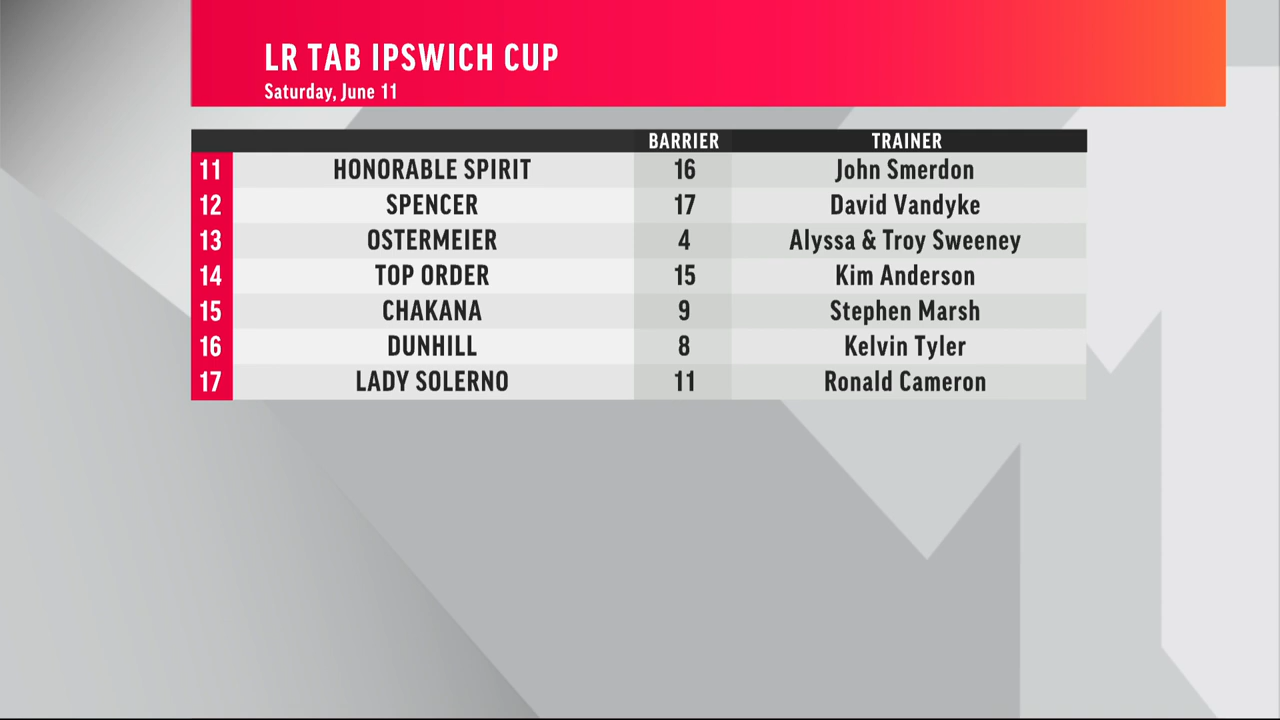 LR TAB IPSWICH CUP
Saturday, June 11
BARRIER TRAINER
11 HONORABLE SPIRIT 16 John Smerdon
12 SPENCER 17 David Vandyke
13 OSTERMEIER 4 Alyssa & Troy Sweeney
14 TOP ORDER 15 Kim Anderson
15 CHAKANA 9 Stephen Marsh
16 DUNHILL 8 Kelvin Tyler
17 LADY SOLERNO 11 Ronald Cameron